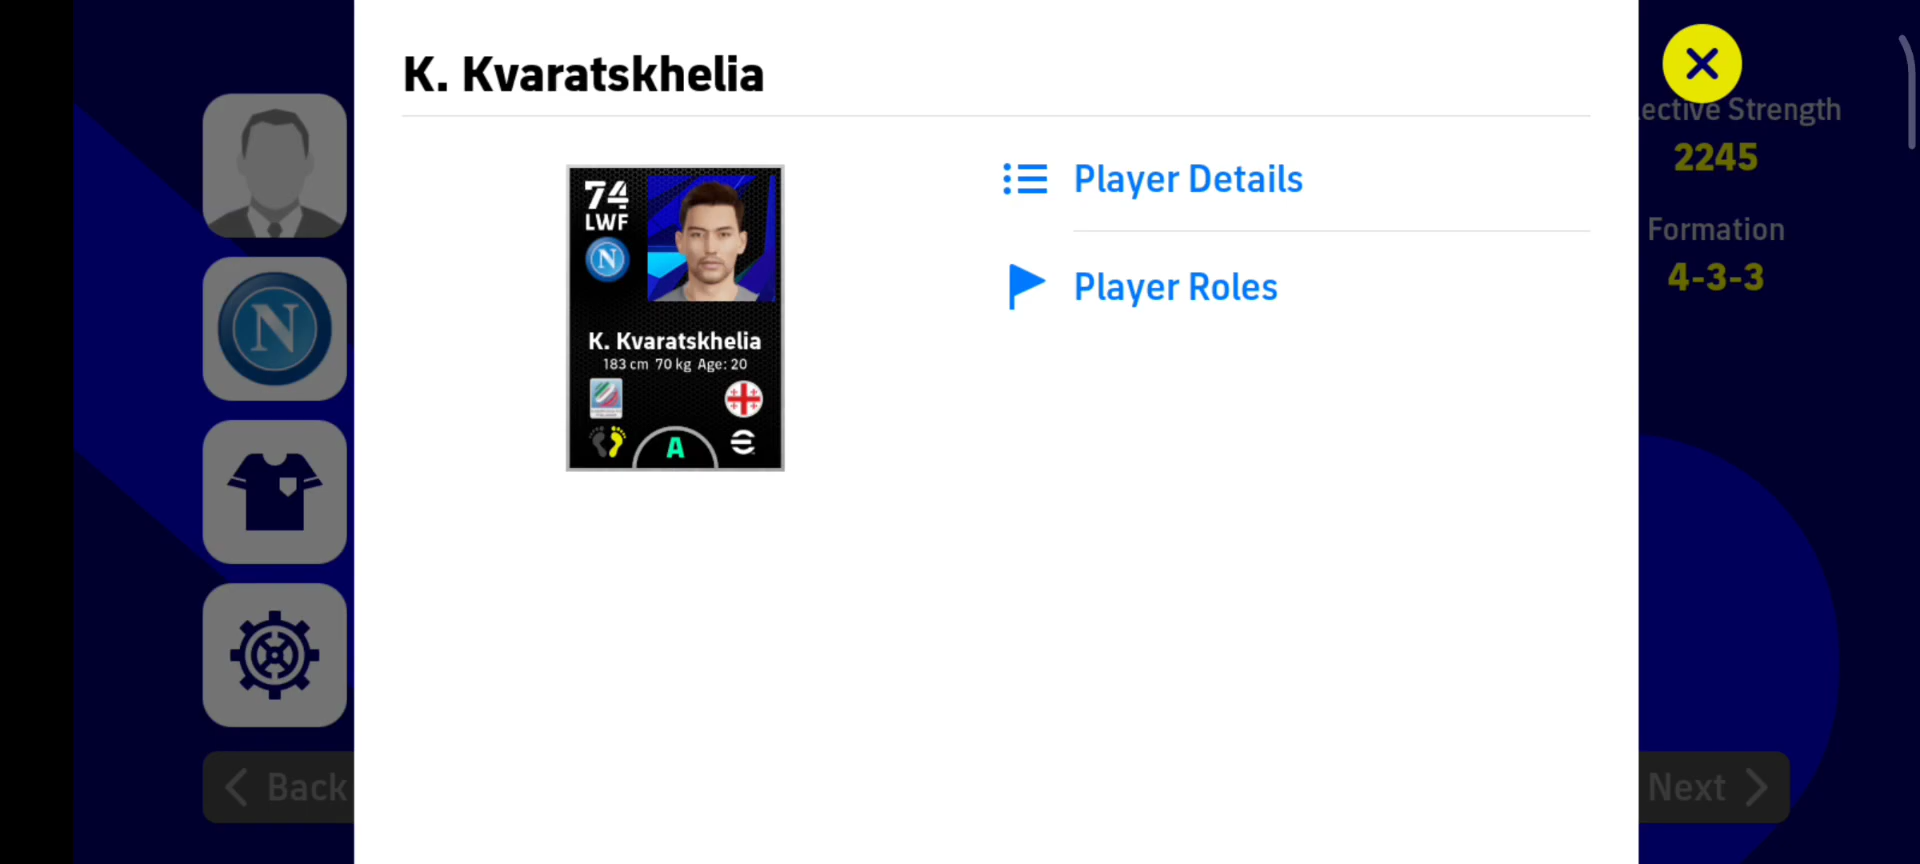 K. Kvaratskhelia
74
LWF
N
K. Kvaratskhelia
183 cm 70 kg Age: 20
A
Player Details
Player Roles
N
Back
ective Strength
2245
Formation
4-3-3
Next